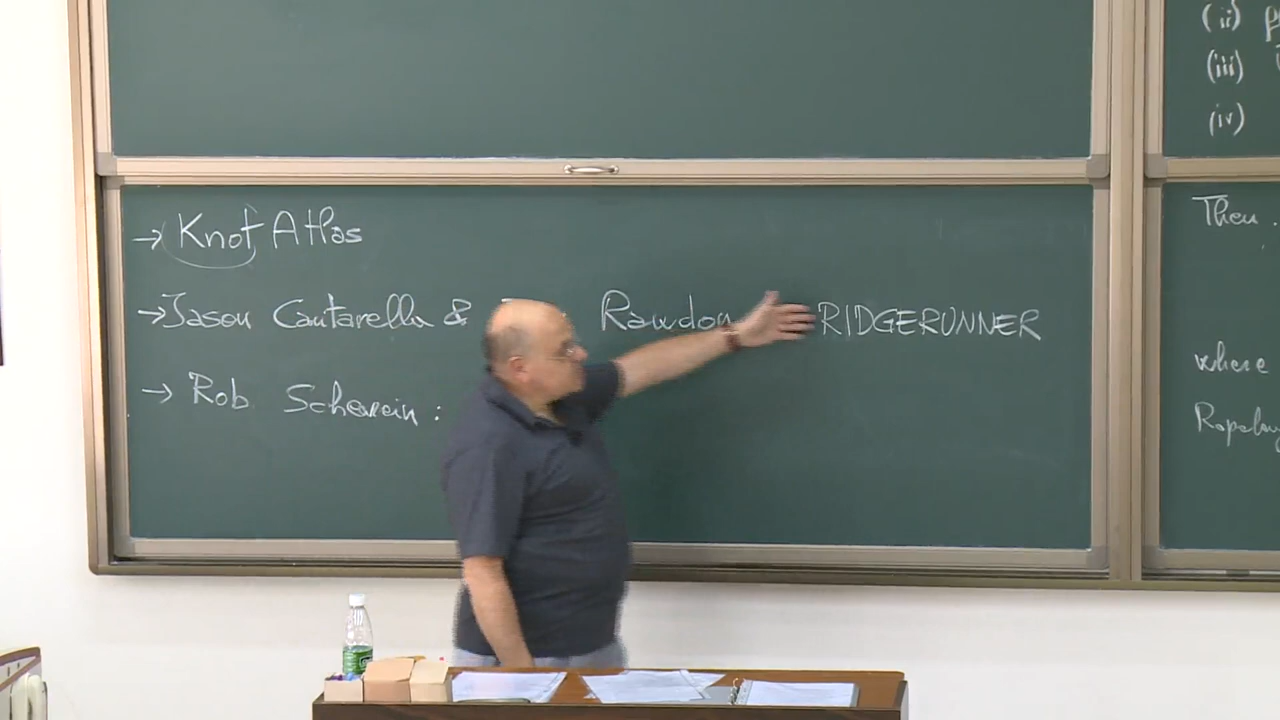 → Knot Atlas
→ Jason Cantarella & Rawdon RIDGERUNNER
→ Rob Scharein :
(ii)
(iii)
(iv)
Then
where